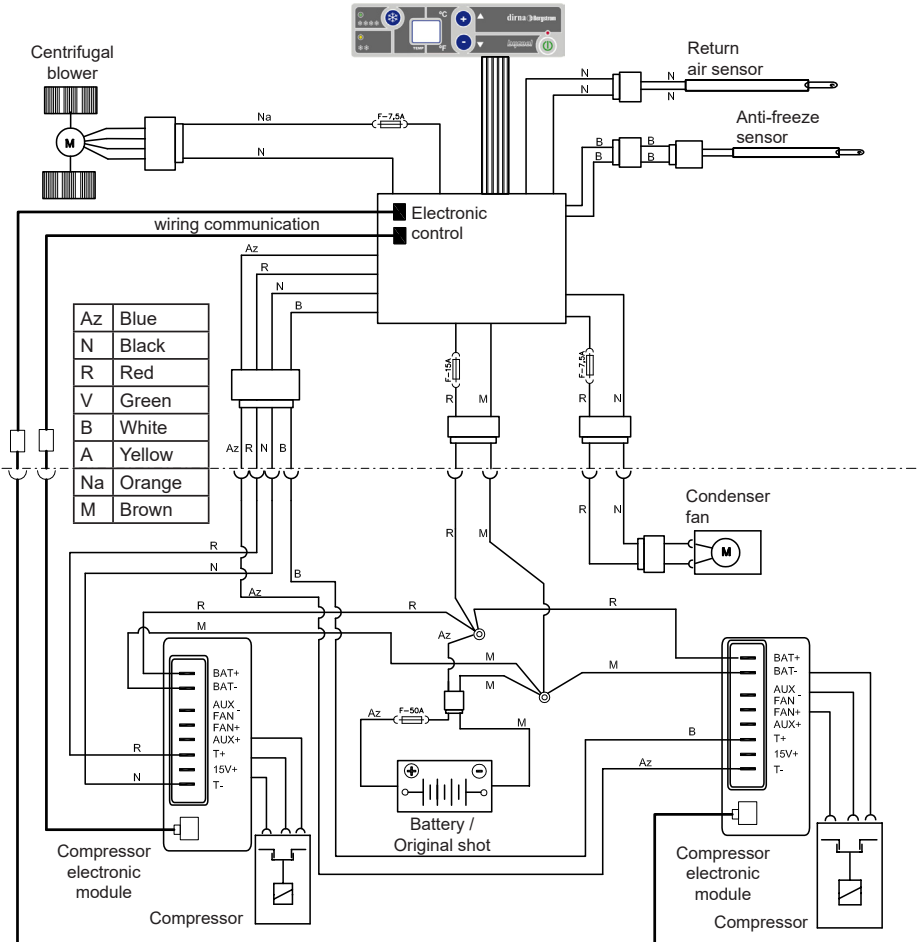 °C
°F
TEMP
dirna Bergstrom
Centrifugal
blower
M
Na
F-7,5A
N
N
N
N
N
Return
air sensor
B
B
B
B
Anti-freeze
sensor
wiring communication
Electronic
control
Az
R
N
B
Az Blue
N Black
R Red
V Green
B White
A Yellow
Na Orange
M Brown
F-15A
F-7,5A
R M
R N
Az R N B
R M
R N
Condenser
fan
M
R
N
B
Az
R
R
R
M
Az
M
M
M
BAT+
BAT-
AUX
FAN -
FAN+
AUX+
T+
15V+
T-
R
N
Az
F-50A
M
+ -
Battery /
Original shot
B
Az
BAT+
BAT-
AUX
FAN -
FAN+
AUX+
T+
15V+
T-
Compressor
electronic
module
Compressor
Compressor
electronic
module
Compressor